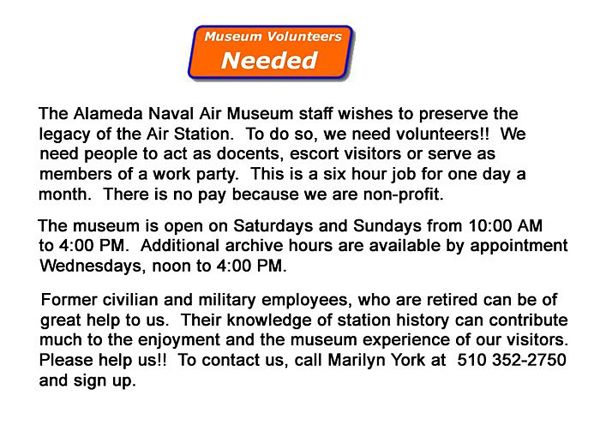 Museum Volunteers
Needed
The Alameda Naval Air Museum staff wishes to preserve the
legacy of the Air Station.  To do so, we need volunteers!!  We
need people to act as docents, escort visitors or serve as
members of a work party.  This is a six hour job for one day a
month.  There is no pay because we are non-profit.
The museum is open on Saturdays and Sundays from 10:00 AM
to 4:00 PM.  Additional archive hours are available by appointment
Wednesdays, noon to 4:00 PM.
Former civilian and military employees, who are retired can be of
great help to us.  Their knowledge of station history can contribute
much to the enjoyment and the museum experience of our visitors.
Please help us!!  To contact us, call Marilyn York at  510 352-2750
and sign up.